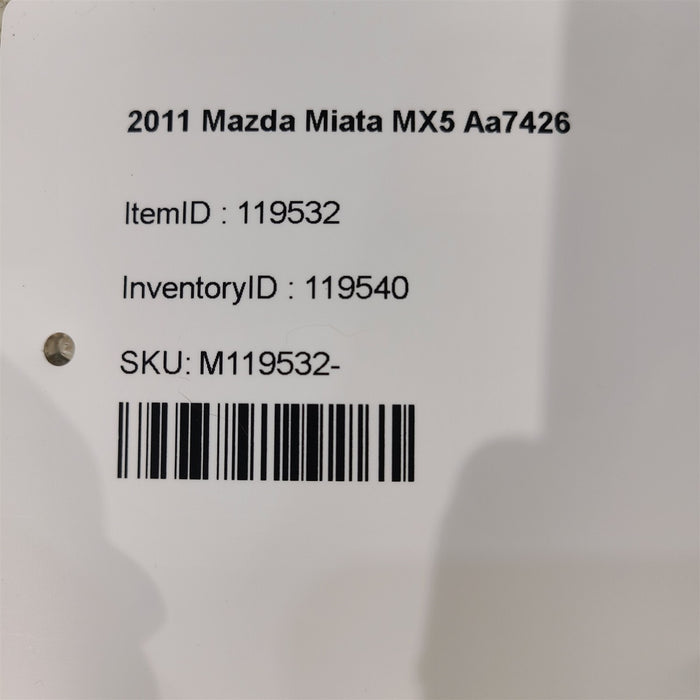 2011 Mazda Miata MX5 Aa7426
ItemID : 119532
InventoryID : 119540
SKU: M119532-